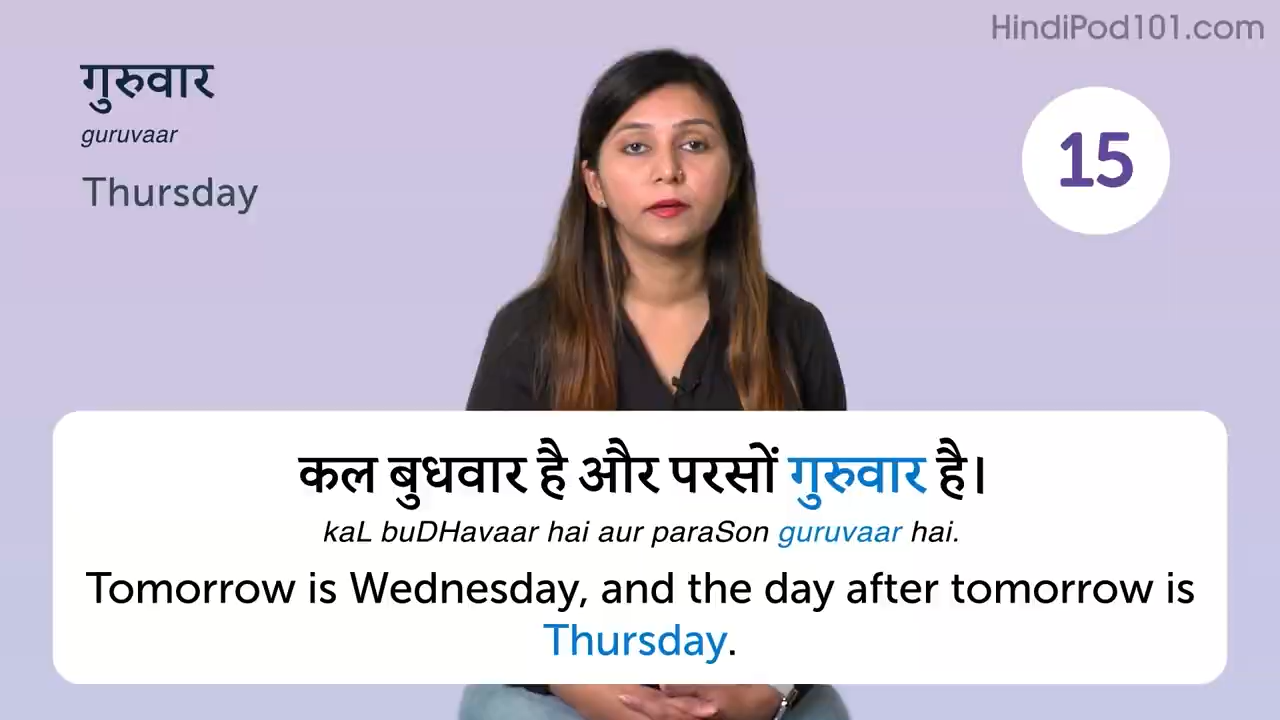 HindiPod101.com
गुरुवार
guruvaar
Thursday
15
कल बुधवार है और परसों गुरुवार है।
kaL buDHavaar hai aur paraSon guruvaar hai.
Tomorrow is Wednesday, and the day after tomorrow is
Thursday.